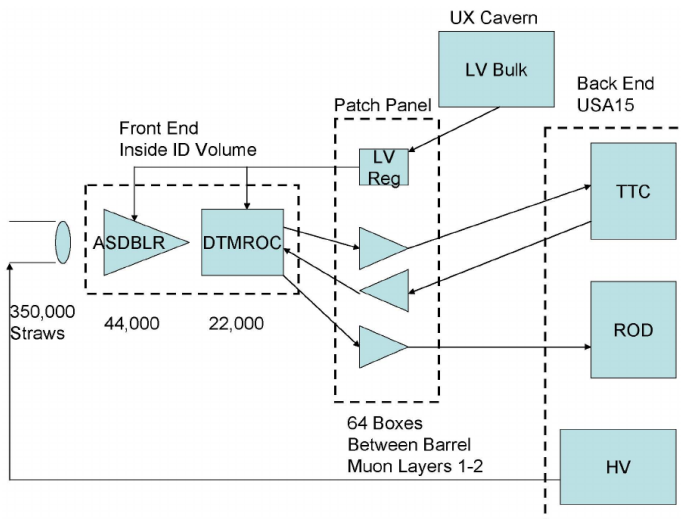 UX Cavern
LV Bulk
Back End
USA15
Patch Panel
Front End
Inside ID Volume
LV
Reg
TTC
ASDBLR
DTMROC
350,000
Straws
44,000
22,000
ROD
64 Boxes
Between Barrel
Muon Layers 1-2
HV